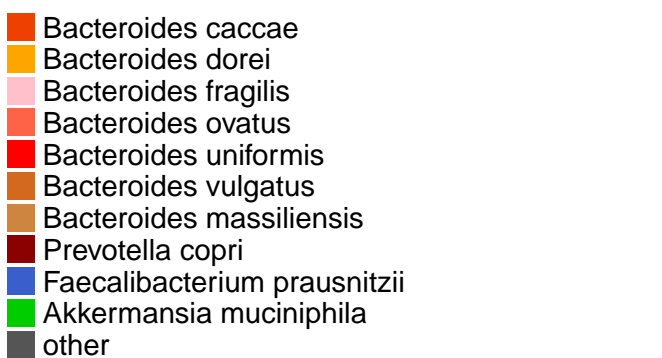 Bacteroides caccae
Bacteroides dorei
Bacteroides fragilis
Bacteroides ovatus
Bacteroides uniformis
Bacteroides vulgatus
Bacteroides massiliensis
Prevotella copri
Faecalibacterium prausnitzii
Akkermansia muciniphila
other